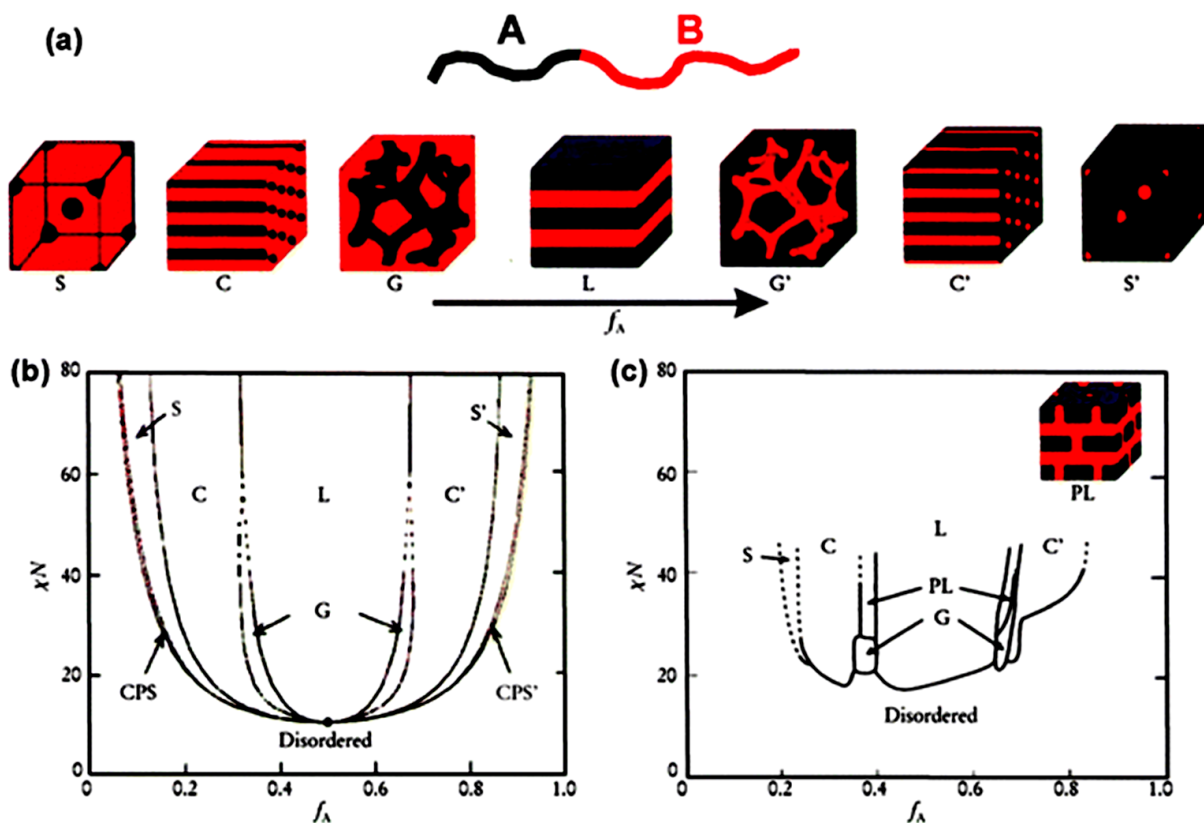 (a)
A B
S C G L G' C' S'
fA
(b)
80
60
40
20
0
χN
S S'
C L C'
G
CPS CPS'
Disordered
0 0.2 0.4 0.6 0.8 1.0
fA
(c)
80
60
40
20
0
χN
PL
S C L C'
PL
G
Disordered
0 0.2 0.4 0.6 0.8 1.0
fA